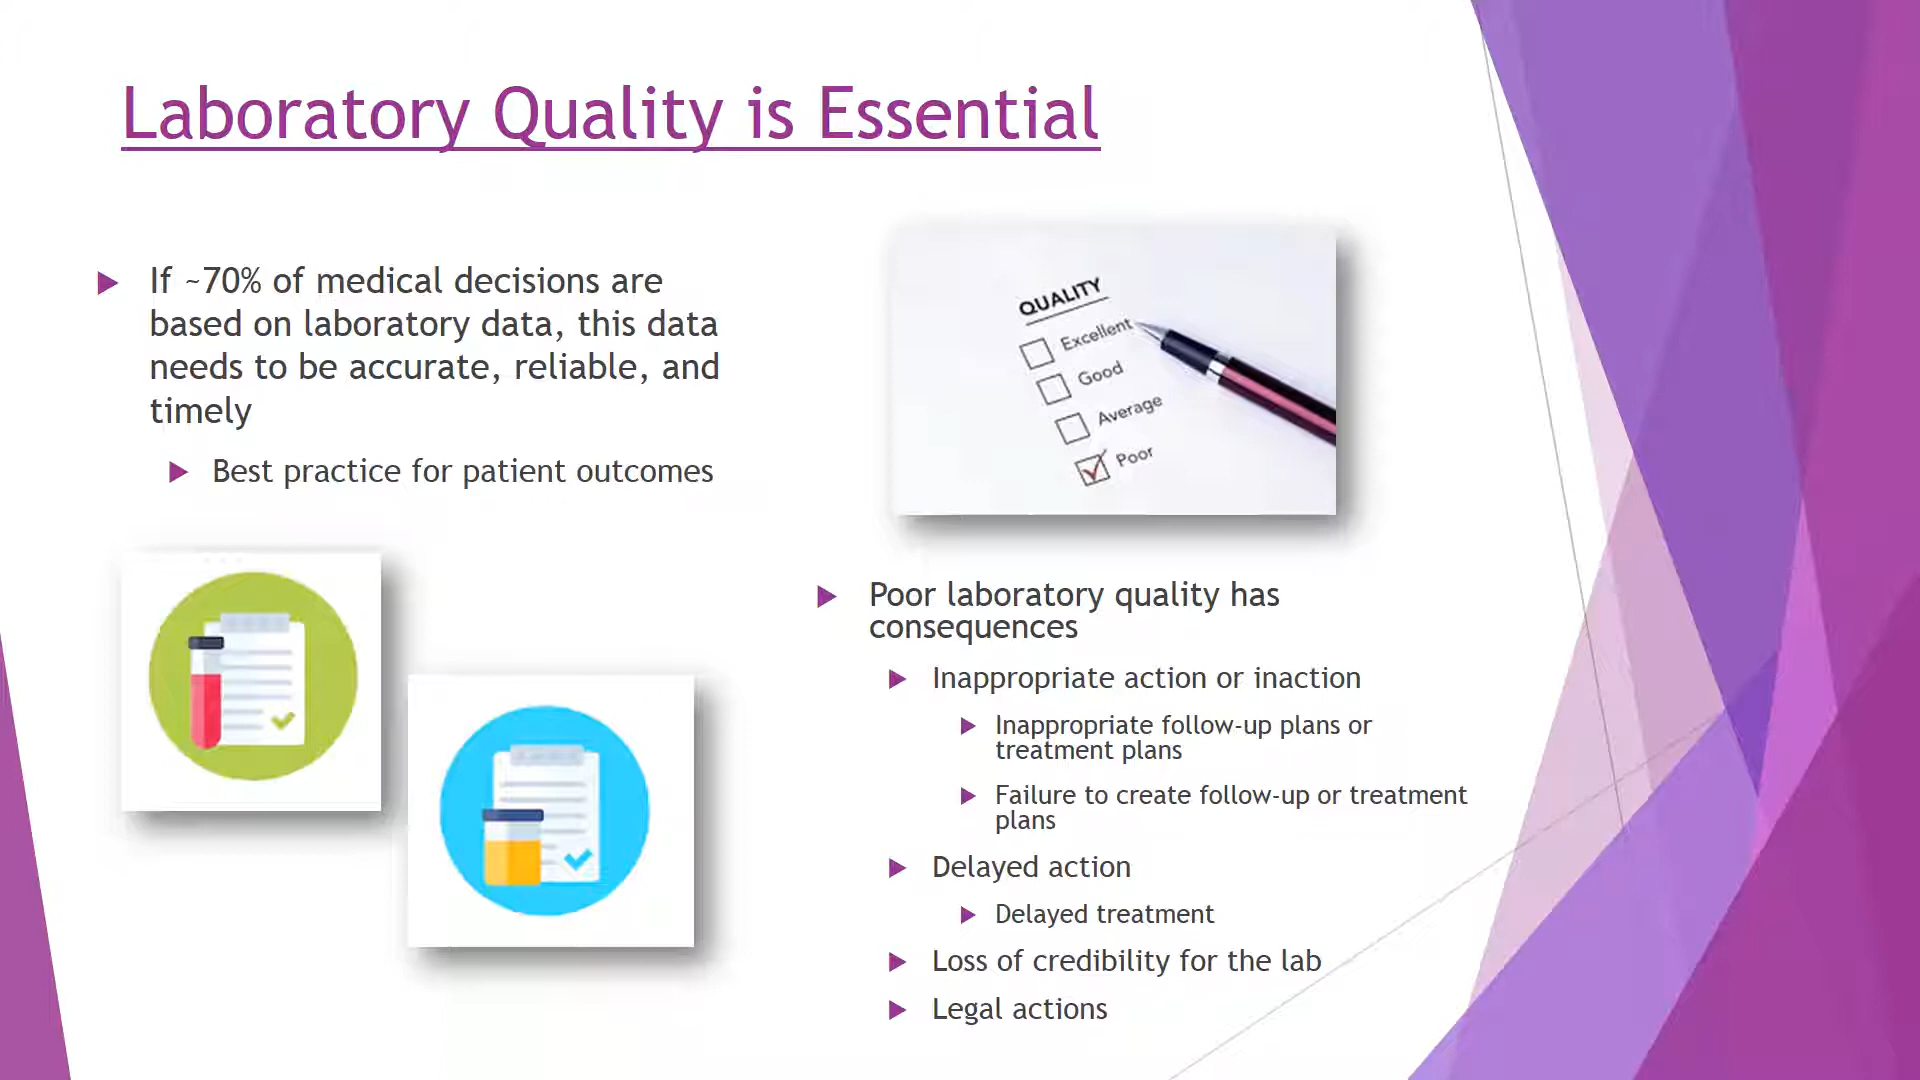 Laboratory Quality is Essential
If ~70% of medical decisions are
based on laboratory data, this data
needs to be accurate, reliable, and
timely
Best practice for patient outcomes
QUALITY
Excellent
Good
Average
Poor
Poor laboratory quality has
consequences
Inappropriate action or inaction
Inappropriate follow-up plans or
treatment plans
Failure to create follow-up or treatment
plans
Delayed action
Delayed treatment
Loss of credibility for the lab
Legal actions